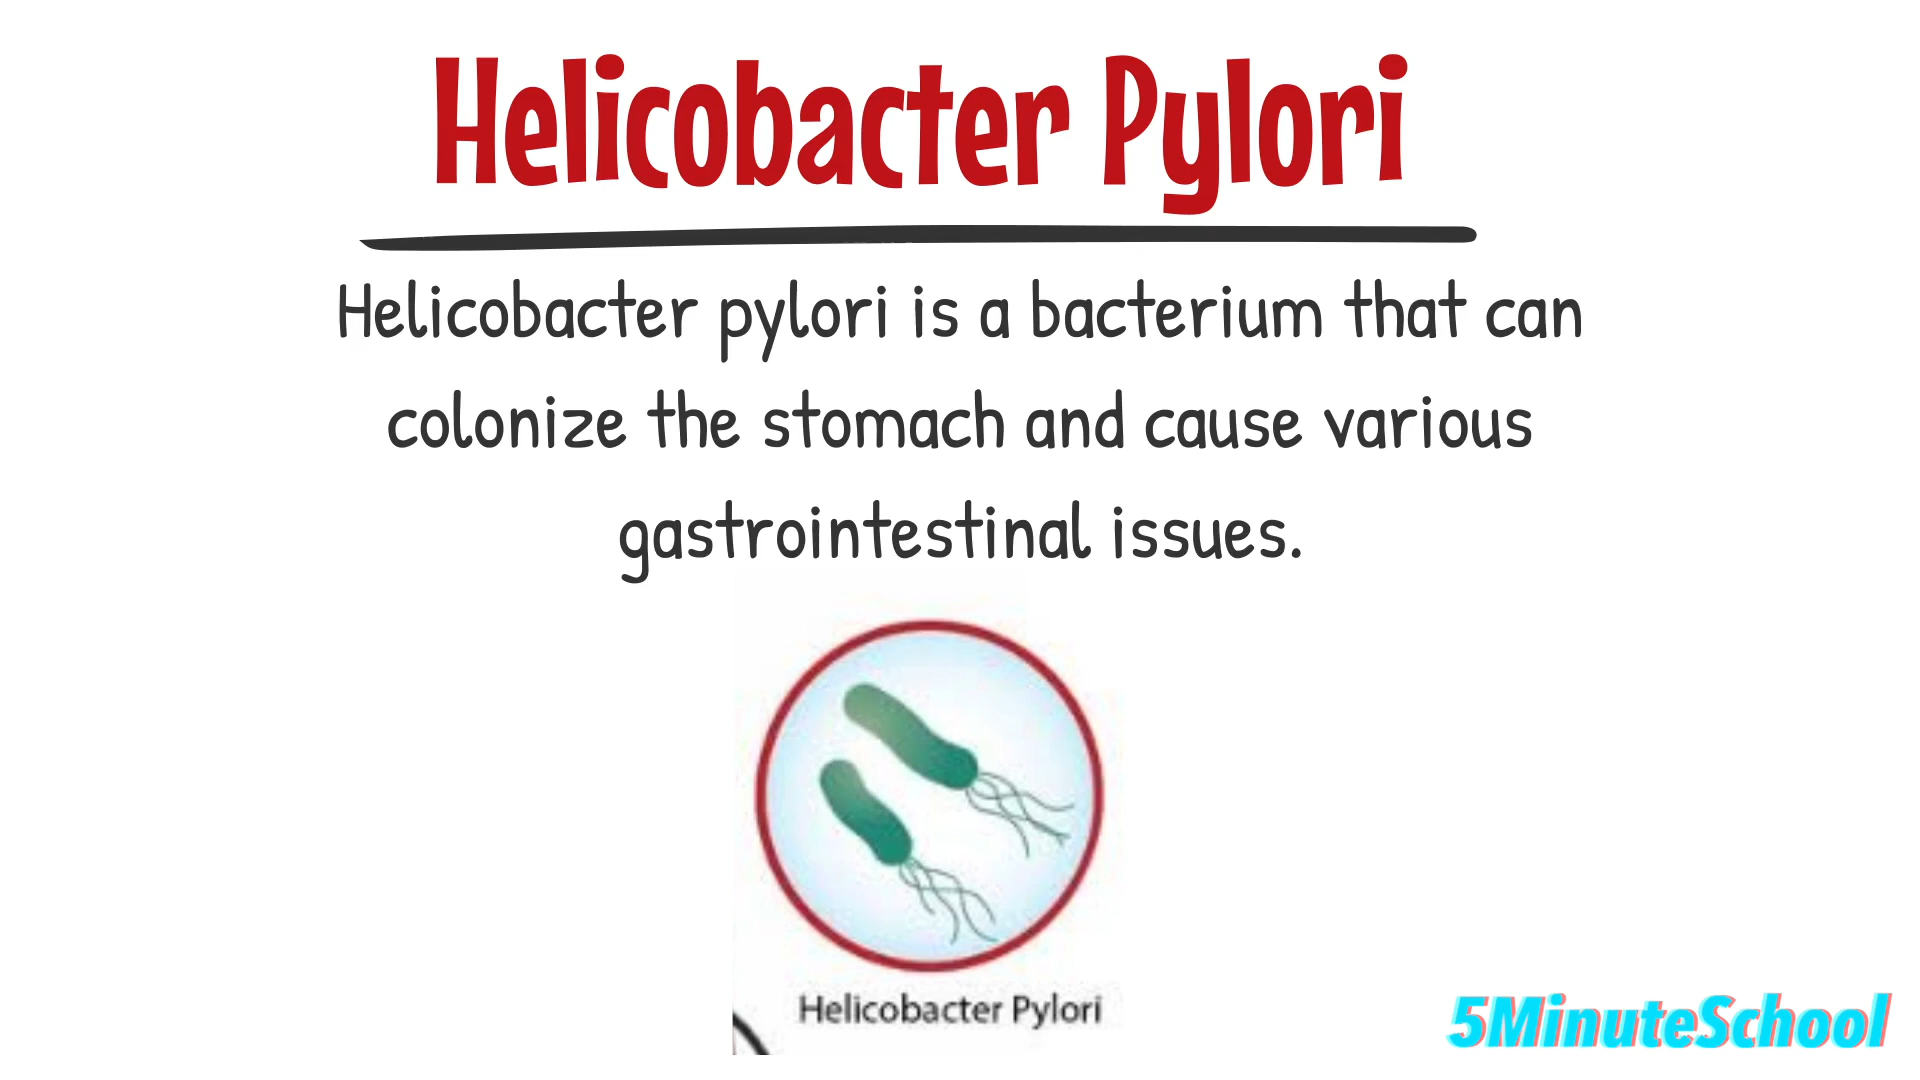 Helicobacter Pylori
Helicobacter pylori is a bacterium that can
colonize the stomach and cause various
gastrointestinal issues.
Helicobacter Pylori
5MinuteSchool